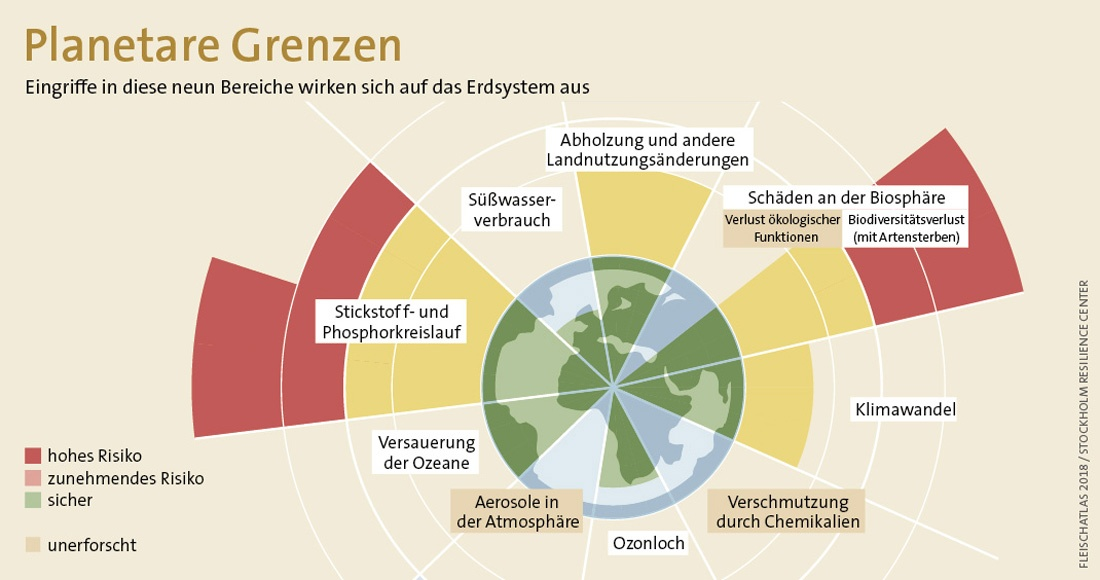 Planetare Grenzen
Eingriffe in diese neun Bereiche wirken sich auf das Erdsystem aus
Abholzung und andere
Landnutzungsänderungen
Süßwasser-
verbrauch
Schäden an der Biosphäre
Verlust ökologischer
Funktionen
Biodiversitätsverlust
(mit Artensterben)
Stickstoff- und
Phosphorkreislauf
Klimawandel
Versauerung
der Ozeane
Aerosole in
der Atmosphäre
Verschmutzung
durch Chemikalien
Ozonloch
hohes Risiko
zunehmendes Risiko
sicher
unerforscht
FLEISCHATLAS 2018 / STOCKHOLM RESILIENCE CENTER